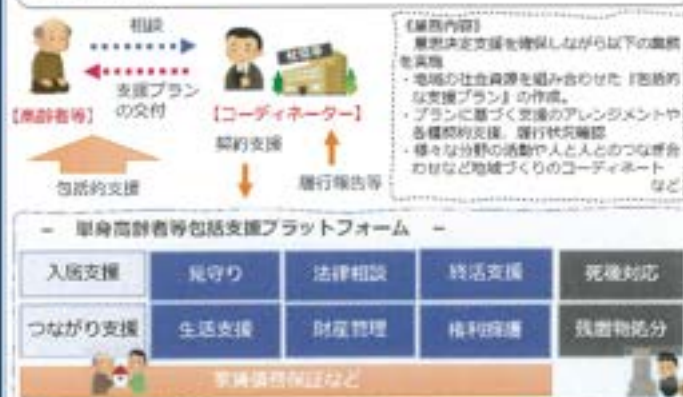 相談
支援プラン
の交付
【高齢者等】
【コーディネーター】
社協等
契約支援
履行報告等
包括的支援
《業務内容》
意思決定支援を確保しながら以下の業務
を実施
・地域の社会資源を組み合わせた『包括的
な支援プラン』の作成。
・プランに基づく支援のアレンジメントや
各種契約支援、履行状況確認
・様々な分野の活動や人と人とのつなぎ合
わせなど地域づくりのコーディネート
など
－ 単身高齢者等包括支援プラットフォーム －
入居支援 見守り 法律相談 終活支援 死後対応
つながり支援 生活支援 財産管理 権利擁護 残置物処分
家賃債務保証など